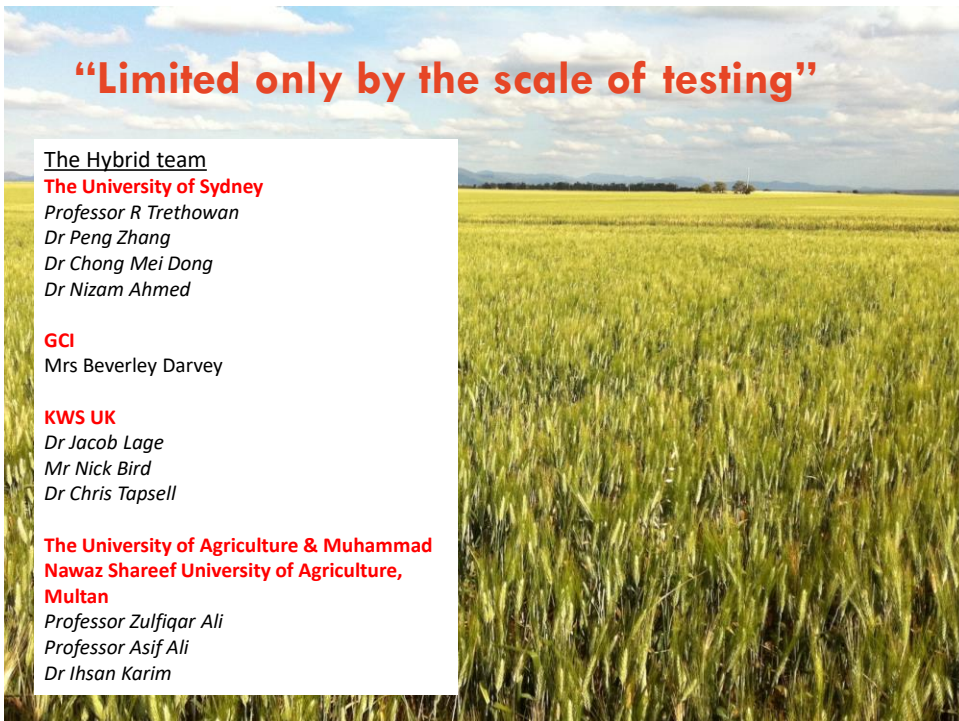 “Limited only by the scale of testing”
The Hybrid team
The University of Sydney
Professor R Trethowan
Dr Peng Zhang
Dr Chong Mei Dong
Dr Nizam Ahmed
GCI
Mrs Beverley Darvey
KWS UK
Dr Jacob Lage
Mr Nick Bird
Dr Chris Tapsell
The University of Agriculture & Muhammad
Nawaz Shareef University of Agriculture,
Multan
Professor Zulfiqar Ali
Professor Asif Ali
Dr Ihsan Karim